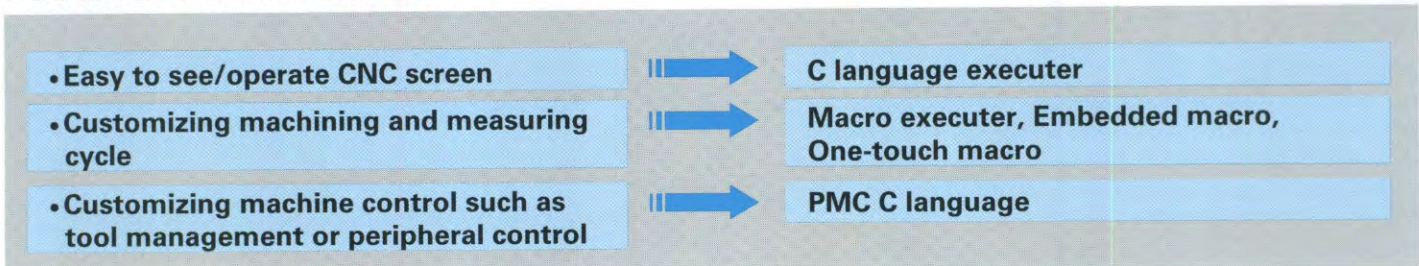 • Easy to see/operate CNC screen
C language executer
• Customizing machining and measuring
cycle
Macro executer, Embedded macro,
One-touch macro
• Customizing machine control such as
tool management or peripheral control
PMC C language